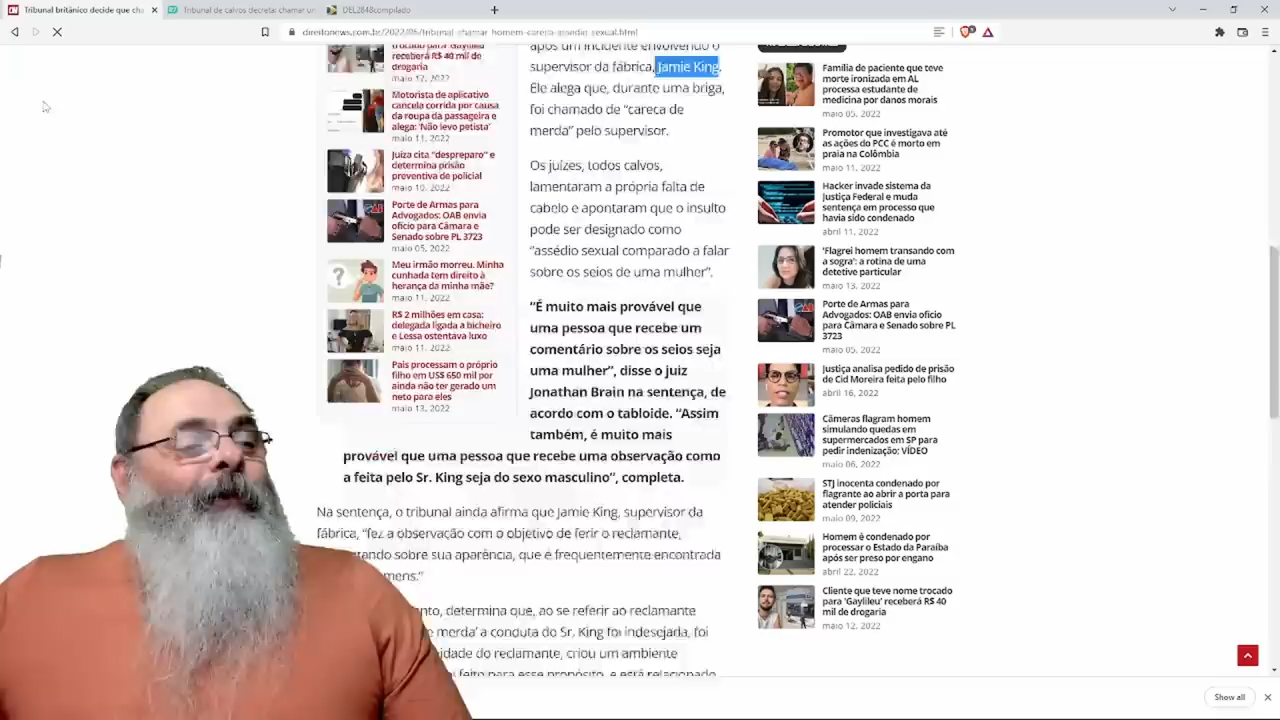 Tribunal britânico decide que cha
Tribunal de calvos decreta: chamar un
DEL2848compilado
direitonews.com.br/2022/06/tribunal-chamar-homem-careca-assedio-sexual.html
trocado para 'Gaylileu'
receberá R$ 40 mil de
drogaria
maio 12, 2022
Motorista de aplicativo
cancela corrida por causa
da roupa da passageira e
alega: 'Não levo petista'
maio 11, 2022
Juíza cita "despreparo" e
determina prisão
preventiva de policial
maio 10, 2022
Porte de Armas para
Advogados: OAB envia
ofício para Câmara e
Senado sobre PL 3723
maio 05, 2022
Meu irmão morreu. Minha
cunhada tem direito à
herança da minha mãe?
maio 11, 2022
R$ 2 milhões em casa:
delegada ligada a bicheiro
e Lessa ostentava luxo
maio 11, 2022
Pais processam o próprio
filho em US$ 650 mil por
ainda não ter gerado um
neto para eles
maio 13, 2022
após um incidente envolvendo o
supervisor da fábrica, Jamie King.
Ele alega que, durante uma briga,
foi chamado de "careca de
merda" pelo supervisor.
Os juízes, todos calvos,
lamentaram a própria falta de
cabelo e apontaram que o insulto
pode ser designado como
"assédio sexual comparado a falar
sobre os seios de uma mulher".
"É muito mais provável que
uma pessoa que recebe um
comentário sobre os seios seja
uma mulher", disse o juiz
Jonathan Brain na sentença, de
acordo com o tabloide. "Assim
também, é muito mais
provável que uma pessoa que recebe uma observação como
a feita pelo Sr. King seja do sexo masculino", completa.
Na sentença, o tribunal ainda afirma que Jamie King, supervisor da
fábrica, "fez a observação com o objetivo de ferir o reclamante,
tando sobre sua aparência, que é frequentemente encontrada
mens."
nto, determina que, ao se referir ao reclamante
e merda' a conduta do Sr. King foi indesejada, foi
idade do reclamante, criou um ambiente
feito para esse propósito, e está relacionado
Família de paciente que teve
morte ironizada em AL
processa estudante de
medicina por danos morais
maio 05, 2022
Promotor que investigava até
as ações do PCC é morto em
praia na Colômbia
maio 11, 2022
Hacker invade sistema da
Justiça Federal e muda
sentença em processo que
havia sido condenado
abril 11, 2022
'Flagrei homem transando com
a sogra': a rotina de uma
detetive particular
maio 13, 2022
Porte de Armas para
Advogados: OAB envia ofício
para Câmara e Senado sobre PL
3723
maio 05, 2022
Justiça analisa pedido de prisão
de Cid Moreira feita pelo filho
abril 16, 2022
Câmeras flagram homem
simulando quedas em
supermercados em SP para
pedir indenização; VÍDEO
maio 06, 2022
STJ inocenta condenado por
flagrante ao abrir a porta para
atender policiais
maio 09, 2022
Homem é condenado por
processar o Estado da Paraíba
após ser preso por engano
abril 22, 2022
Cliente que teve nome trocado
para 'Gaylileu' receberá R$ 40
mil de drogaria
maio 12, 2022
Show all